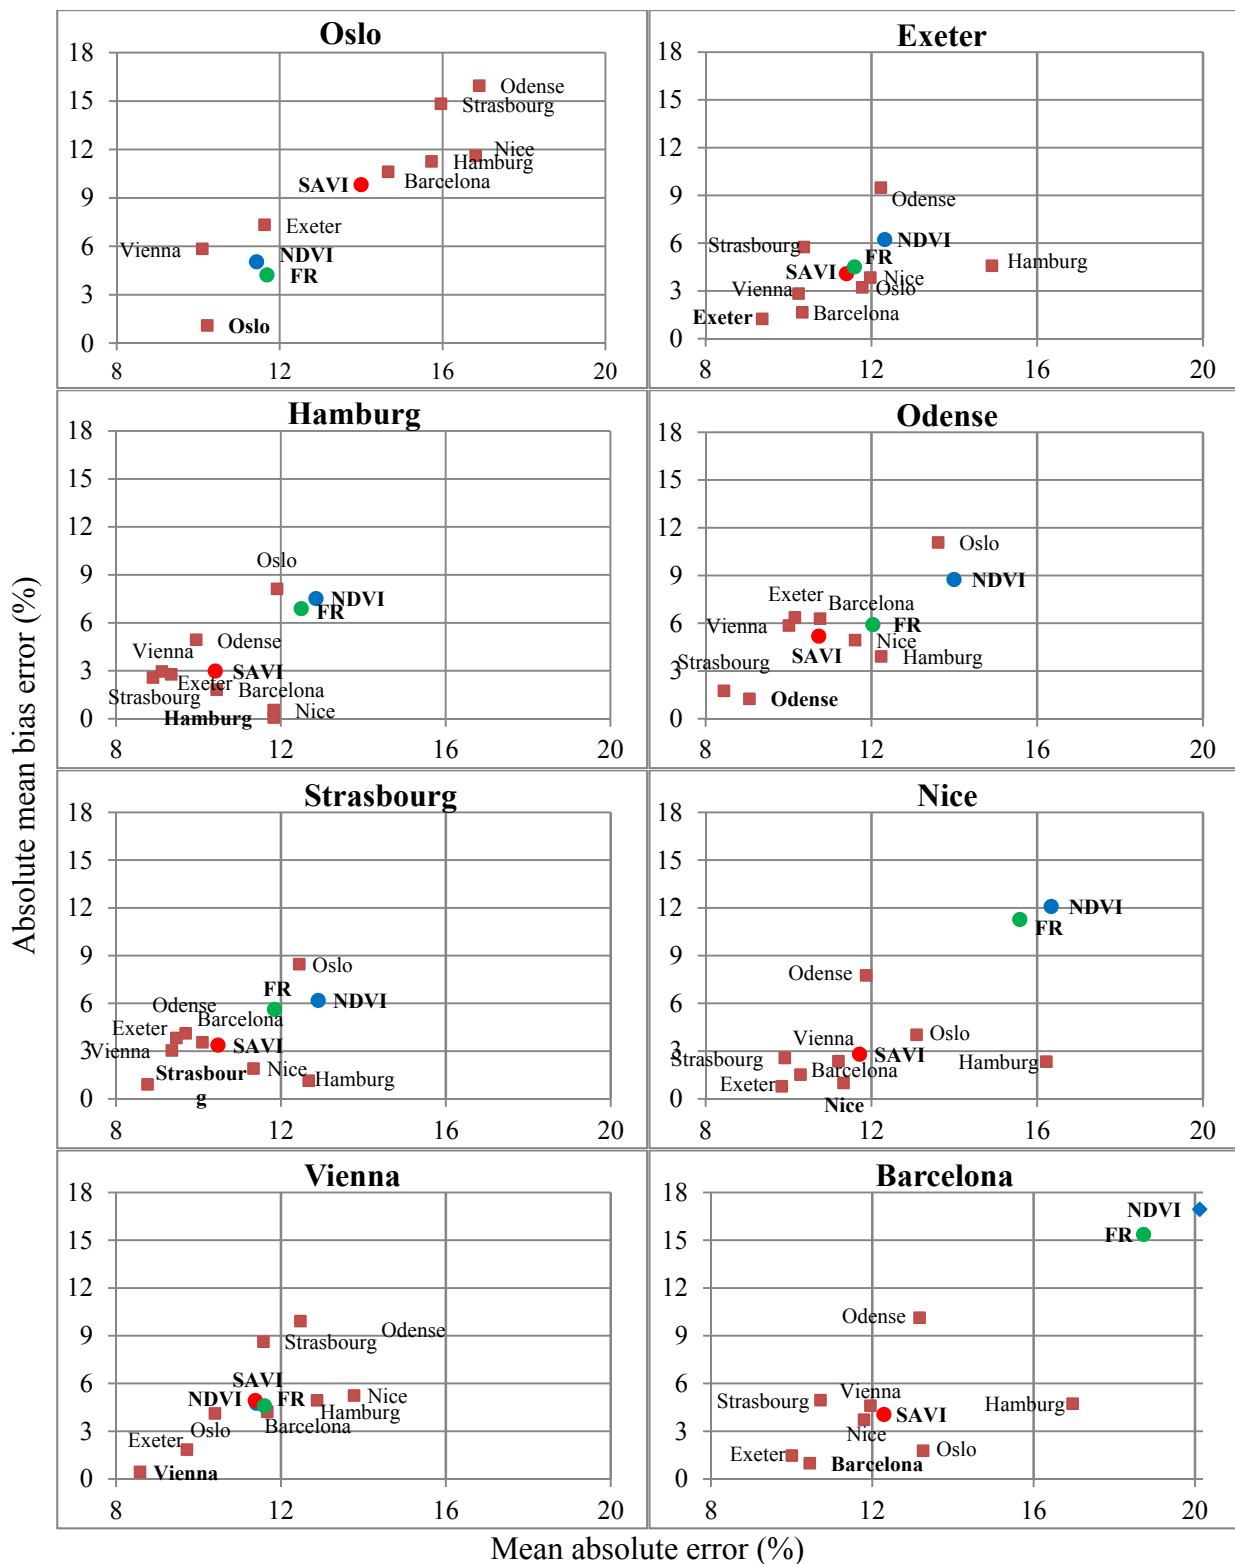 Oslo
18
15
12
9
6
3
0
8
12
16
20
Odense
Strasbourg
Nice
Hamburg
Barcelona
SAVI
Exeter
Vienna
NDVI
FR
Oslo
Exeter
18
15
12
9
6
3
0
8
12
16
20
Odense
NDVI
Strasbourg
FR
Hamburg
SAVI
Nice
Vienna
Oslo
Barcelona
Exeter
Hamburg
18
15
12
9
6
3
0
8
12
16
20
Oslo
NDVI
FR
Odense
Vienna
SAVI
Exeter
Barcelona
Strasbourg
Hamburg
Nice
Odense
18
15
12
9
6
3
0
8
12
16
20
Oslo
NDVI
Exeter
Barcelona
Vienna
FR
Nice
SAVI
Hamburg
Strasbourg
Odense
Strasbourg
18
15
12
9
6
3
0
8
12
16
20
Oslo
FR
NDVI
Odense
Barcelona
Exeter
SAVI
Vienna
Strasbour
g
Nice
Hamburg
Nice
18
15
12
9
6
3
0
8
12
16
20
NDVI
FR
Odense
Oslo
Vienna
SAVI
Strasbourg
Hamburg
Barcelona
Exeter
Nice
Vienna
18
15
12
9
6
3
0
8
12
16
20
Odense
Strasbourg
SAVI
NDVI
FR
Nice
Hamburg
Oslo
Barcelona
Exeter
Vienna
Barcelona
18
15
12
9
6
3
0
8
12
16
20
NDVI
FR
Odense
Strasbourg
Vienna
Hamburg
SAVI
Nice
Oslo
Exeter
Barcelona
Absolute mean bias error (%)
Mean absolute error (%)